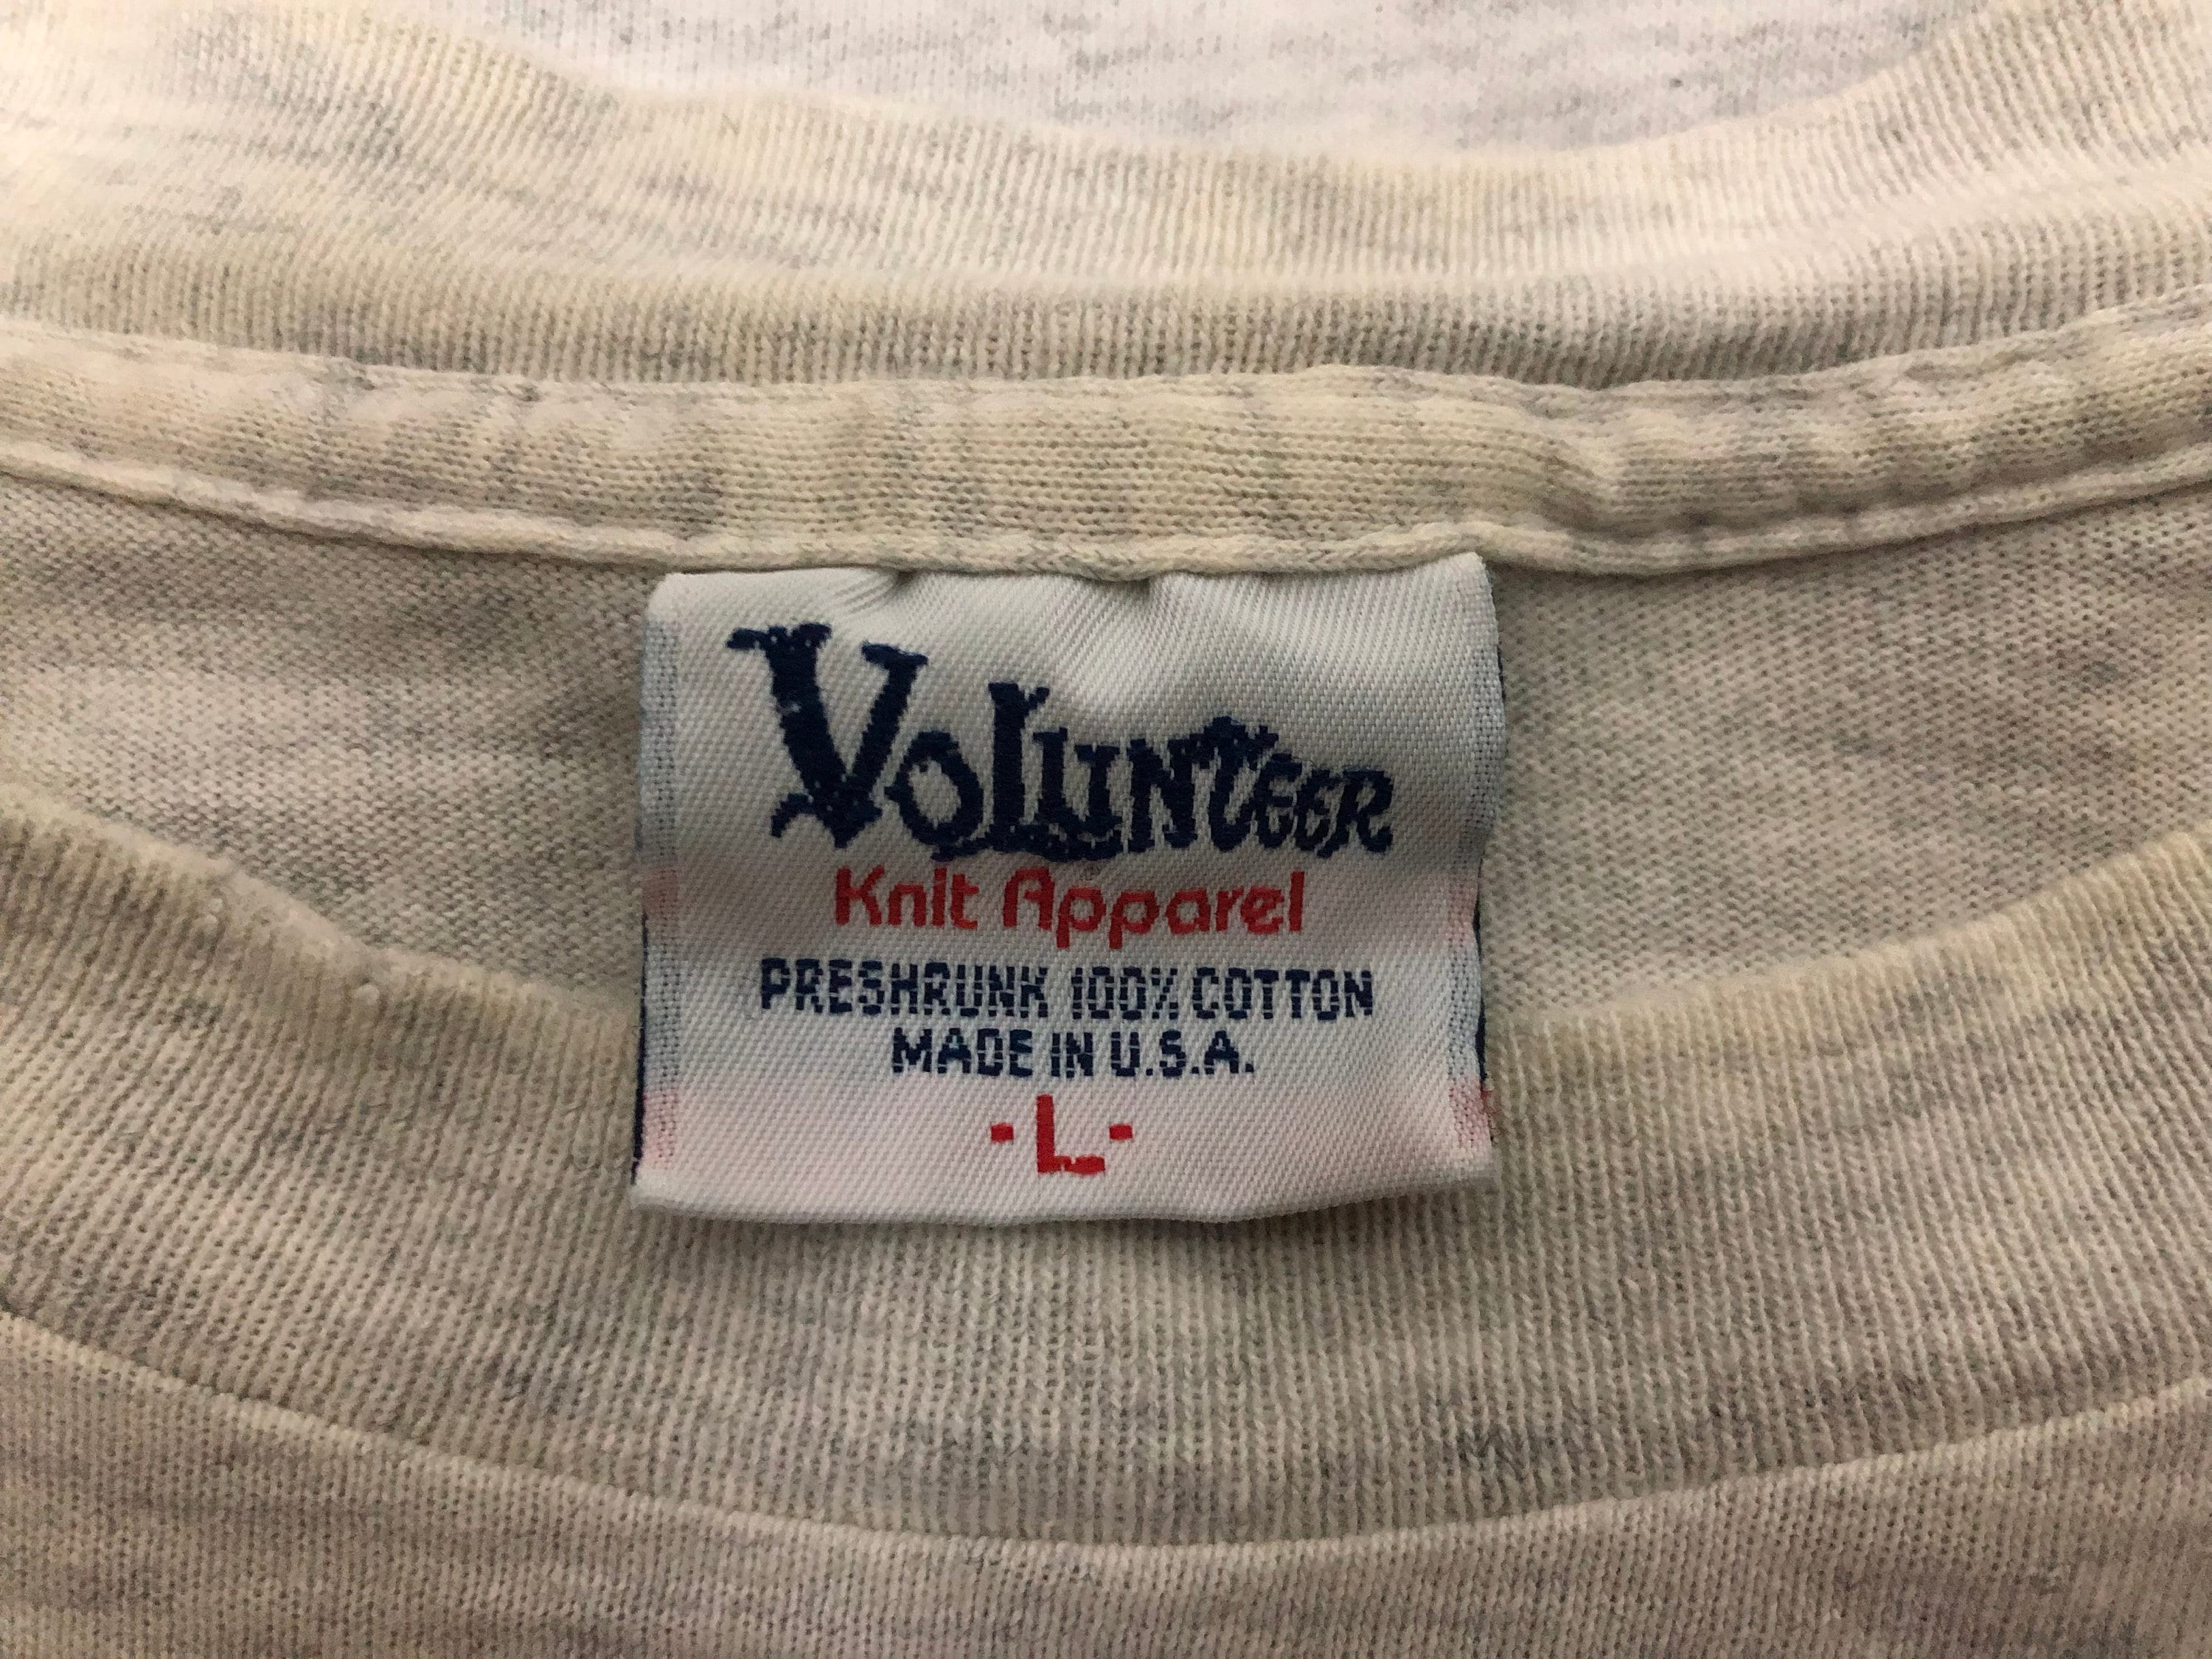 VOLUNTEER
Knit Apparel
PRESHRUNK 100% COTTON
MADE IN U.S.A.
- L -